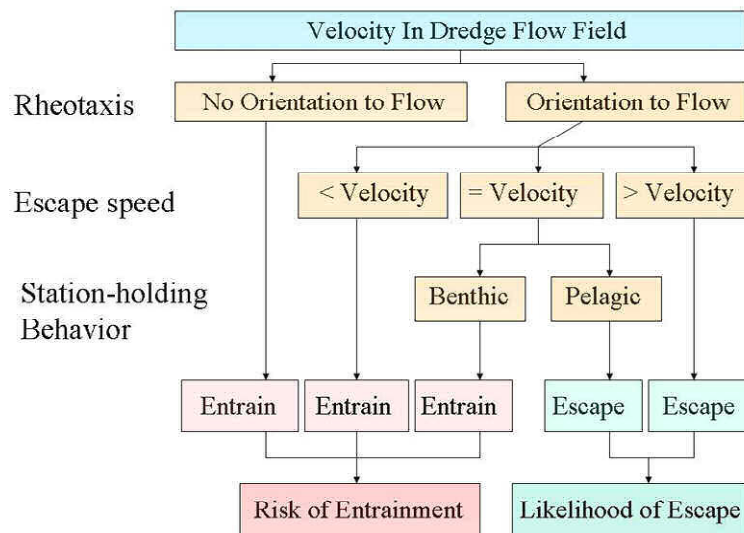 Velocity In Dredge Flow Field
Rheotaxis
No Orientation to Flow
Orientation to Flow
Escape speed
< Velocity
= Velocity
> Velocity
Station-holding
Behavior
Benthic
Pelagic
Entrain
Entrain
Entrain
Escape
Escape
Risk of Entrainment
Likelihood of Escape